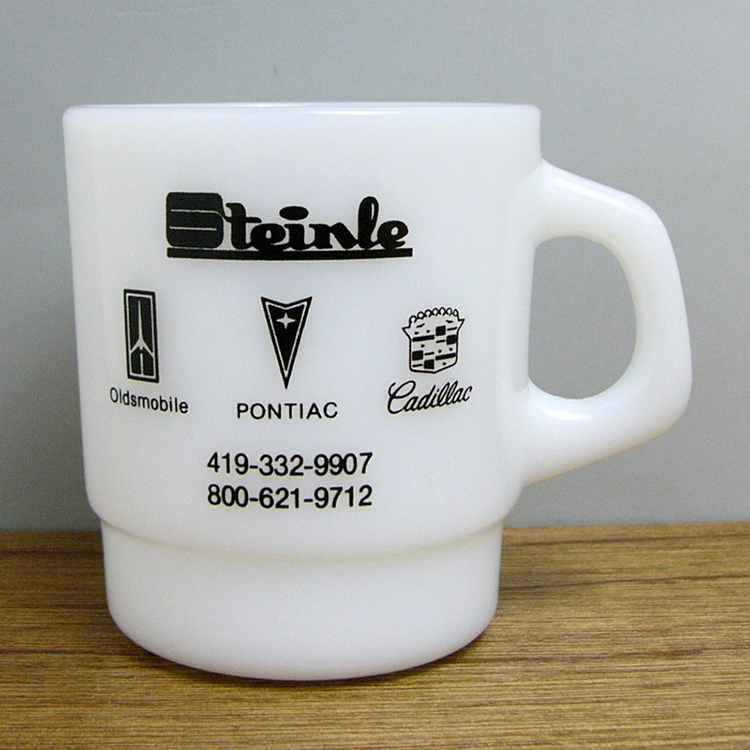 Steinle
Oldsmobile PONTIAC Cadillac
419-332-9907
800-621-9712